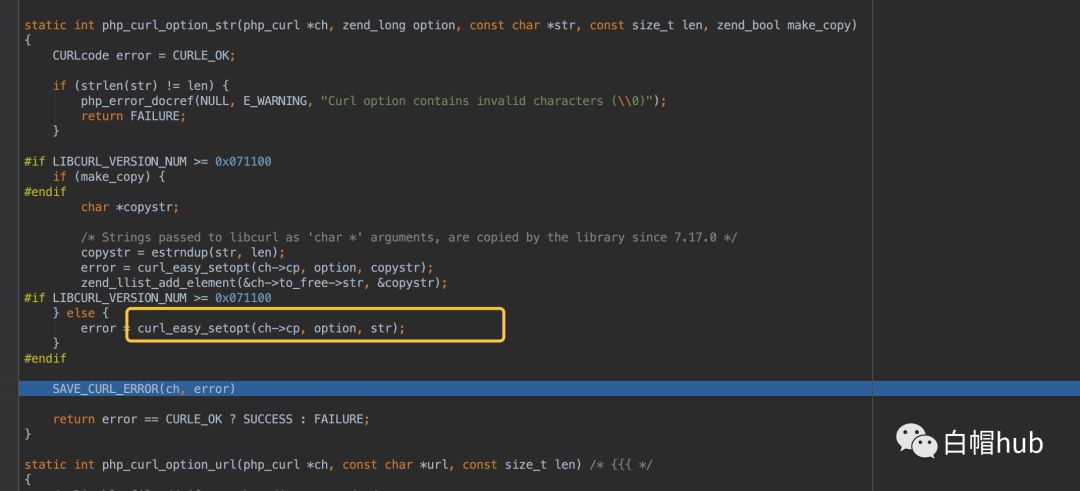 static int php_curl_option_str(php_curl *ch, zend_long option, const char *str, const size_t len, zend_bool make_copy)
{
    CURLcode error = CURLE_OK;

    if (strlen(str) != len) {
        php_error_docref(NULL, E_WARNING, "Curl option contains invalid characters (\\0)");
        return FAILURE;
    }

#if LIBCURL_VERSION_NUM >= 0x071100
    if (make_copy) {
#endif
        char *copystr;

        /* Strings passed to libcurl as 'char *' arguments, are copied by the library since 7.17.0 */
        copystr = estrndup(str, len);
        error = curl_easy_setopt(ch->cp, option, copystr);
        zend_llist_add_element(&ch->to_free->str, &copystr);
#if LIBCURL_VERSION_NUM >= 0x071100
    } else {
        error = curl_easy_setopt(ch->cp, option, str);
    }
#endif

    SAVE_CURL_ERROR(ch, error)

    return error == CURLE_OK ? SUCCESS : FAILURE;
}

static int php_curl_option_url(php_curl *ch, const char *url, const size_t len) /* {{{ */
{
白帽hub